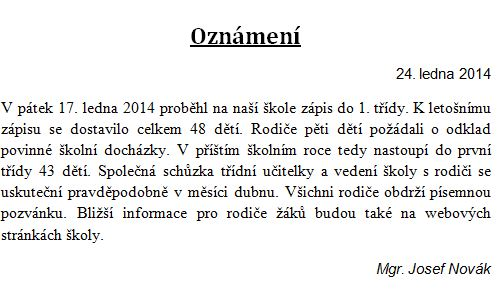 Oznámení
24. ledna 2014
V pátek 17. ledna 2014 proběhl na naší škole zápis do 1. třídy. K letošnímu
zápisu se dostavilo celkem 48 dětí. Rodiče pěti dětí požádali o odklad
povinné školní docházky. V příštím školním roce tedy nastoupí do první
třídy 43 dětí. Společná schůzka třídní učitelky a vedení školy s rodiči se
uskuteční pravděpodobně v měsíci dubnu. Všichni rodiče obdrží písemnou
pozvánku. Bližší informace pro rodiče žáků budou také na webových
stránkách školy.
Mgr. Josef Novák